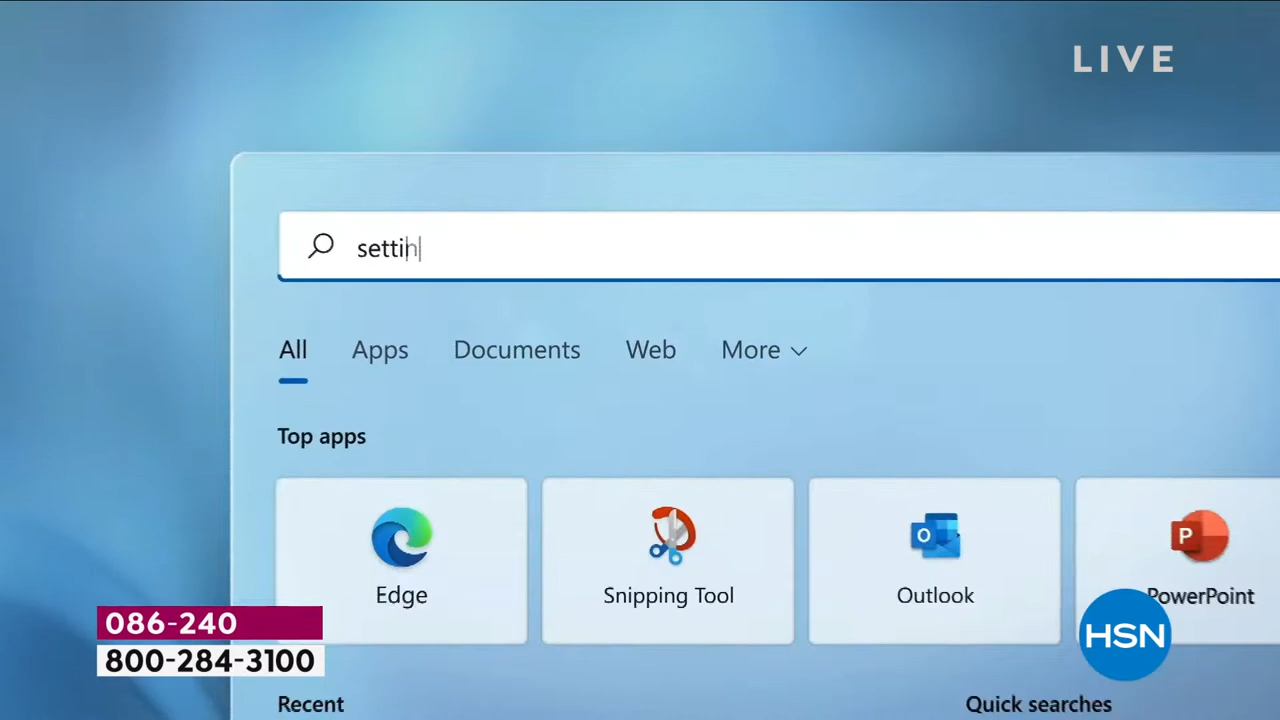 LIVE
settin
All Apps Documents Web More
Top apps
Edge Snipping Tool Outlook PowerPoint
086-240
800-284-3100
HSN
Recent Quick searches